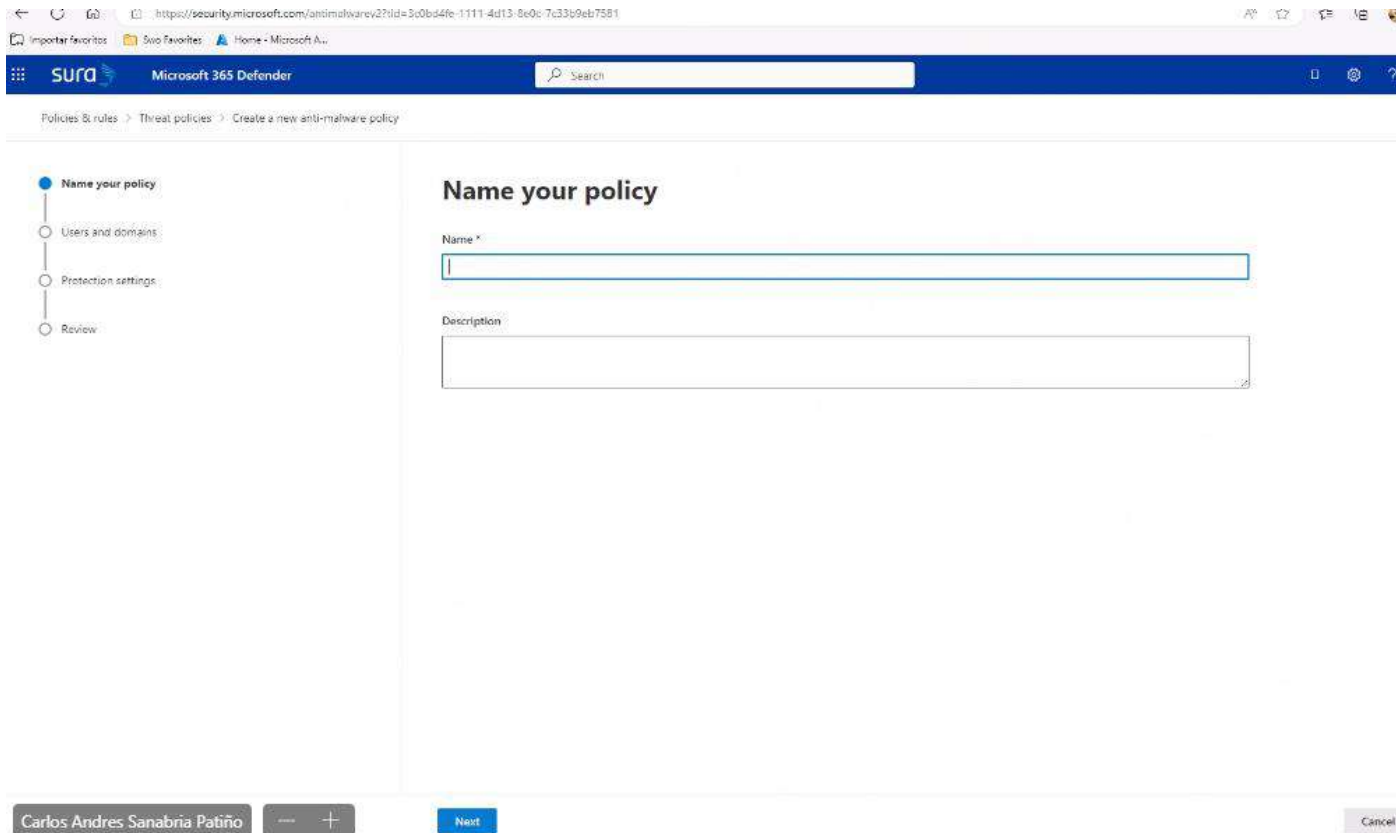 https://security.microsoft.com/antimalwarev2?tid=3c0bd4fe-1111-4d13-8e0c-7c33b9eb7581
Importar favoritos Swo Favorites Home - Microsoft A...
sura Microsoft 365 Defender Search
Policies & rules > Threat policies > Create a new anti-malware policy
Name your policy
Users and domains
Protection settings
Review
Name your policy
Name *
Description
Carlos Andres Sanabria Patiño
Next
Cancel